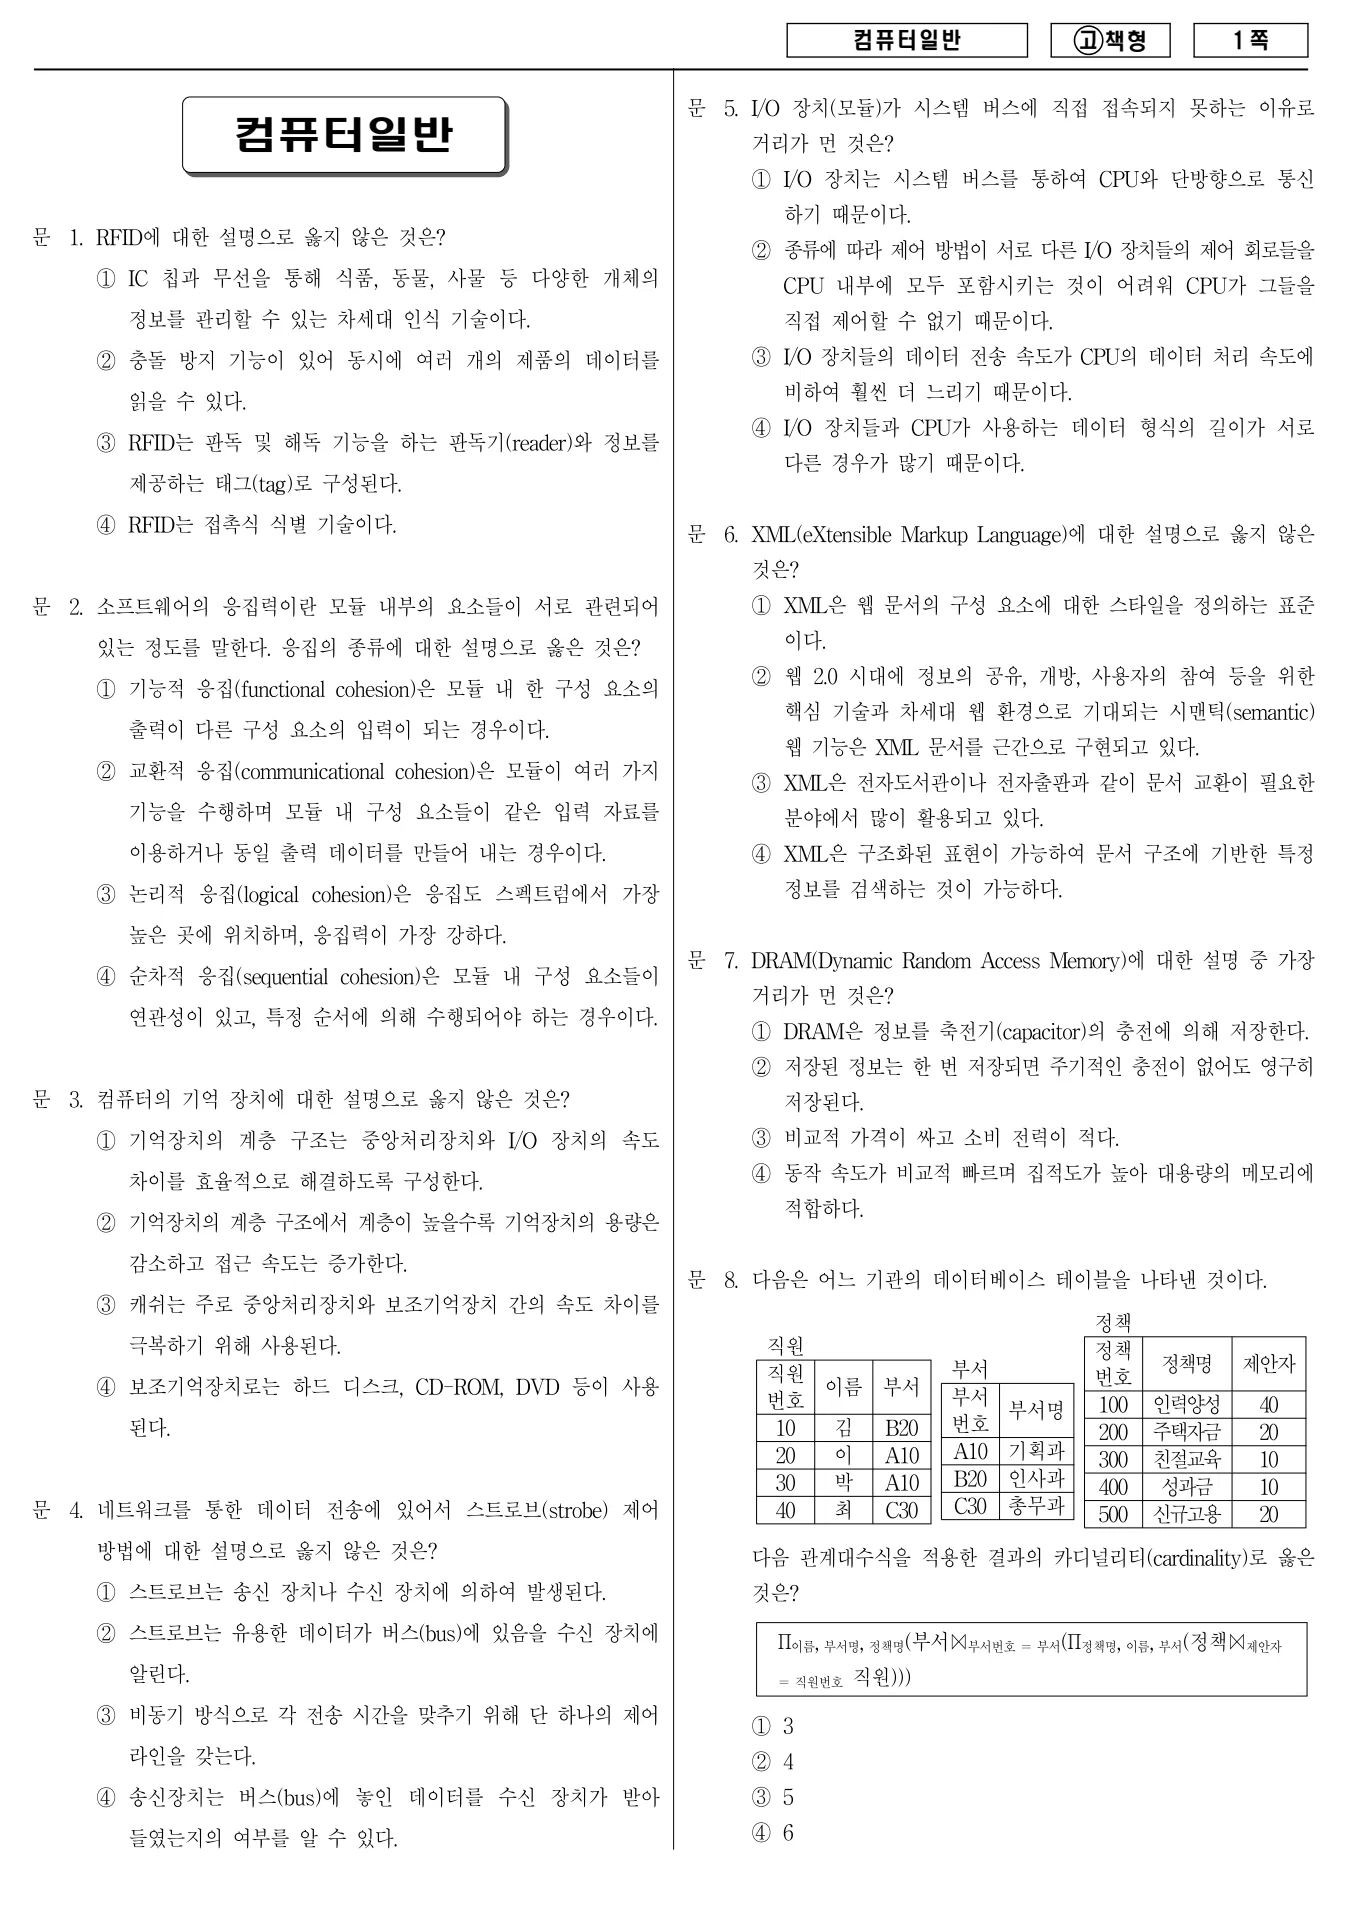 컴퓨터일반
고책형
1 쪽
컴퓨터일반
문 1. RFID에 대한 설명으로 옳지 않은 것은?
① IC 칩과 무선을 통해 식품, 동물, 사물 등 다양한 개체의
정보를 관리할 수 있는 차세대 인식 기술이다.
② 충돌 방지 기능이 있어 동시에 여러 개의 제품의 데이터를
읽을 수 있다.
③ RFID는 판독 및 해독 기능을 하는 판독기(reader)와 정보를
제공하는 태그(tag)로 구성된다.
④ RFID는 접촉식 식별 기술이다.
문 2. 소프트웨어의 응집력이란 모듈 내부의 요소들이 서로 관련되어
있는 정도를 말한다. 응집의 종류에 대한 설명으로 옳은 것은?
① 기능적 응집(functional cohesion)은 모듈 내 한 구성 요소의
출력이 다른 구성 요소의 입력이 되는 경우이다.
② 교환적 응집(communicational cohesion)은 모듈이 여러 가지
기능을 수행하며 모듈 내 구성 요소들이 같은 입력 자료를
이용하거나 동일 출력 데이터를 만들어 내는 경우이다.
③ 논리적 응집(logical cohesion)은 응집도 스펙트럼에서 가장
높은 곳에 위치하며, 응집력이 가장 강하다.
④ 순차적 응집(sequential cohesion)은 모듈 내 구성 요소들이
연관성이 있고, 특정 순서에 의해 수행되어야 하는 경우이다.
문 3. 컴퓨터의 기억 장치에 대한 설명으로 옳지 않은 것은?
① 기억장치의 계층 구조는 중앙처리장치와 I/O 장치의 속도
차이를 효율적으로 해결하도록 구성한다.
② 기억장치의 계층 구조에서 계층이 높을수록 기억장치의 용량은
감소하고 접근 속도는 증가한다.
③ 캐쉬는 주로 중앙처리장치와 보조기억장치 간의 속도 차이를
극복하기 위해 사용된다.
④ 보조기억장치로는 하드 디스크, CD-ROM, DVD 등이 사용
된다.
문 4. 네트워크를 통한 데이터 전송에 있어서 스트로브(strobe) 제어
방법에 대한 설명으로 옳지 않은 것은?
① 스트로브는 송신 장치나 수신 장치에 의하여 발생된다.
② 스트로브는 유용한 데이터가 버스(bus)에 있음을 수신 장치에
알린다.
③ 비동기 방식으로 각 전송 시간을 맞추기 위해 단 하나의 제어
라인을 갖는다.
④ 송신장치는 버스(bus)에 놓인 데이터를 수신 장치가 받아
들였는지의 여부를 알 수 있다.
문 5. I/O 장치(모듈)가 시스템 버스에 직접 접속되지 못하는 이유로
거리가 먼 것은?
① I/O 장치는 시스템 버스를 통하여 CPU와 단방향으로 통신
하기 때문이다.
② 종류에 따라 제어 방법이 서로 다른 I/O 장치들의 제어 회로들을
CPU 내부에 모두 포함시키는 것이 어려워 CPU가 그들을
직접 제어할 수 없기 때문이다.
③ I/O 장치들의 데이터 전송 속도가 CPU의 데이터 처리 속도에
비하여 훨씬 더 느리기 때문이다.
④ I/O 장치들과 CPU가 사용하는 데이터 형식의 길이가 서로
다른 경우가 많기 때문이다.
문 6. XML(eXtensible Markup Language)에 대한 설명으로 옳지 않은
것은?
① XML은 웹 문서의 구성 요소에 대한 스타일을 정의하는 표준
이다.
② 웹 2.0 시대에 정보의 공유, 개방, 사용자의 참여 등을 위한
핵심 기술과 차세대 웹 환경으로 기대되는 시맨틱(semantic)
웹 기능은 XML 문서를 근간으로 구현되고 있다.
③ XML은 전자도서관이나 전자출판과 같이 문서 교환이 필요한
분야에서 많이 활용되고 있다.
④ XML은 구조화된 표현이 가능하여 문서 구조에 기반한 특정
정보를 검색하는 것이 가능하다.
문 7. DRAM(Dynamic Random Access Memory)에 대한 설명 중 가장
거리가 먼 것은?
① DRAM은 정보를 축전기(capacitor)의 충전에 의해 저장한다.
② 저장된 정보는 한 번 저장되면 주기적인 충전이 없어도 영구히
저장된다.
③ 비교적 가격이 싸고 소비 전력이 적다.
④ 동작 속도가 비교적 빠르며 집적도가 높아 대용량의 메모리에
적합하다.
문 8. 다음은 어느 기관의 데이터베이스 테이블을 나타낸 것이다.
직원
직원
번호 이름 부서
10 김 B20
20 이 A10
30 박 A10
40 최 C30
부서
부서
번호 부서명
A10 기획과
B20 인사과
C30 총무과
정책
정책
번호 정책명 제안자
100 인력양성 40
200 주택자금 20
300 친절교육 10
400 성과금 10
500 신규고용 20
다음 관계대수식을 적용한 결과의 카디널리티(cardinality)로 옳은
것은?
Π이름, 부서명, 정책명(부서⋈부서번호 = 부서(Π정책명, 이름, 부서(정책⋈제안자
= 직원번호 직원)))
① 3
② 4
③ 5
④ 6